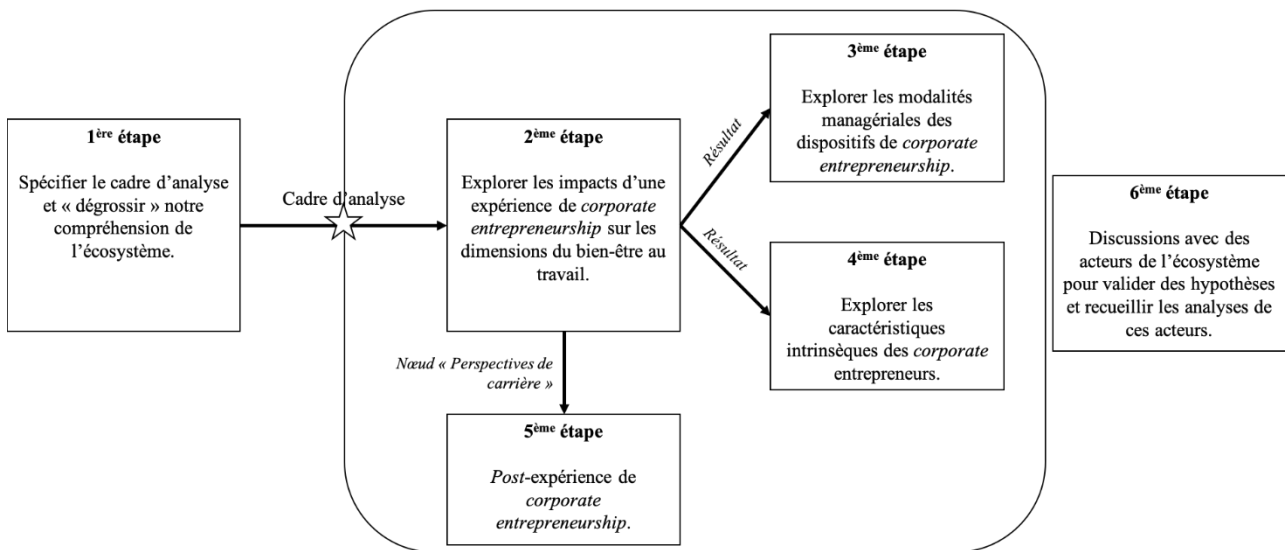 1ère étape
Spécifier le cadre d’analyse
et « dégrossir » notre
compréhension de
l’écosystème.
Cadre d’analyse
2ème étape
Explorer les impacts d’une
expérience de corporate
entrepreneurship sur les
dimensions du bien-être au
travail.
Résultat
Résultat
3ème étape
Explorer les modalités
managériales des
dispositifs de corporate
entrepreneurship.
4ème étape
Explorer les
caractéristiques
intrinsèques des corporate
entrepreneurs.
Nœud « Perspectives de
carrière »
5ème étape
Post-expérience de
corporate
entrepreneurship.
6ème étape
Discussions avec des
acteurs de l’écosystème
pour valider des hypothèses
et recueillir les analyses de
ces acteurs.